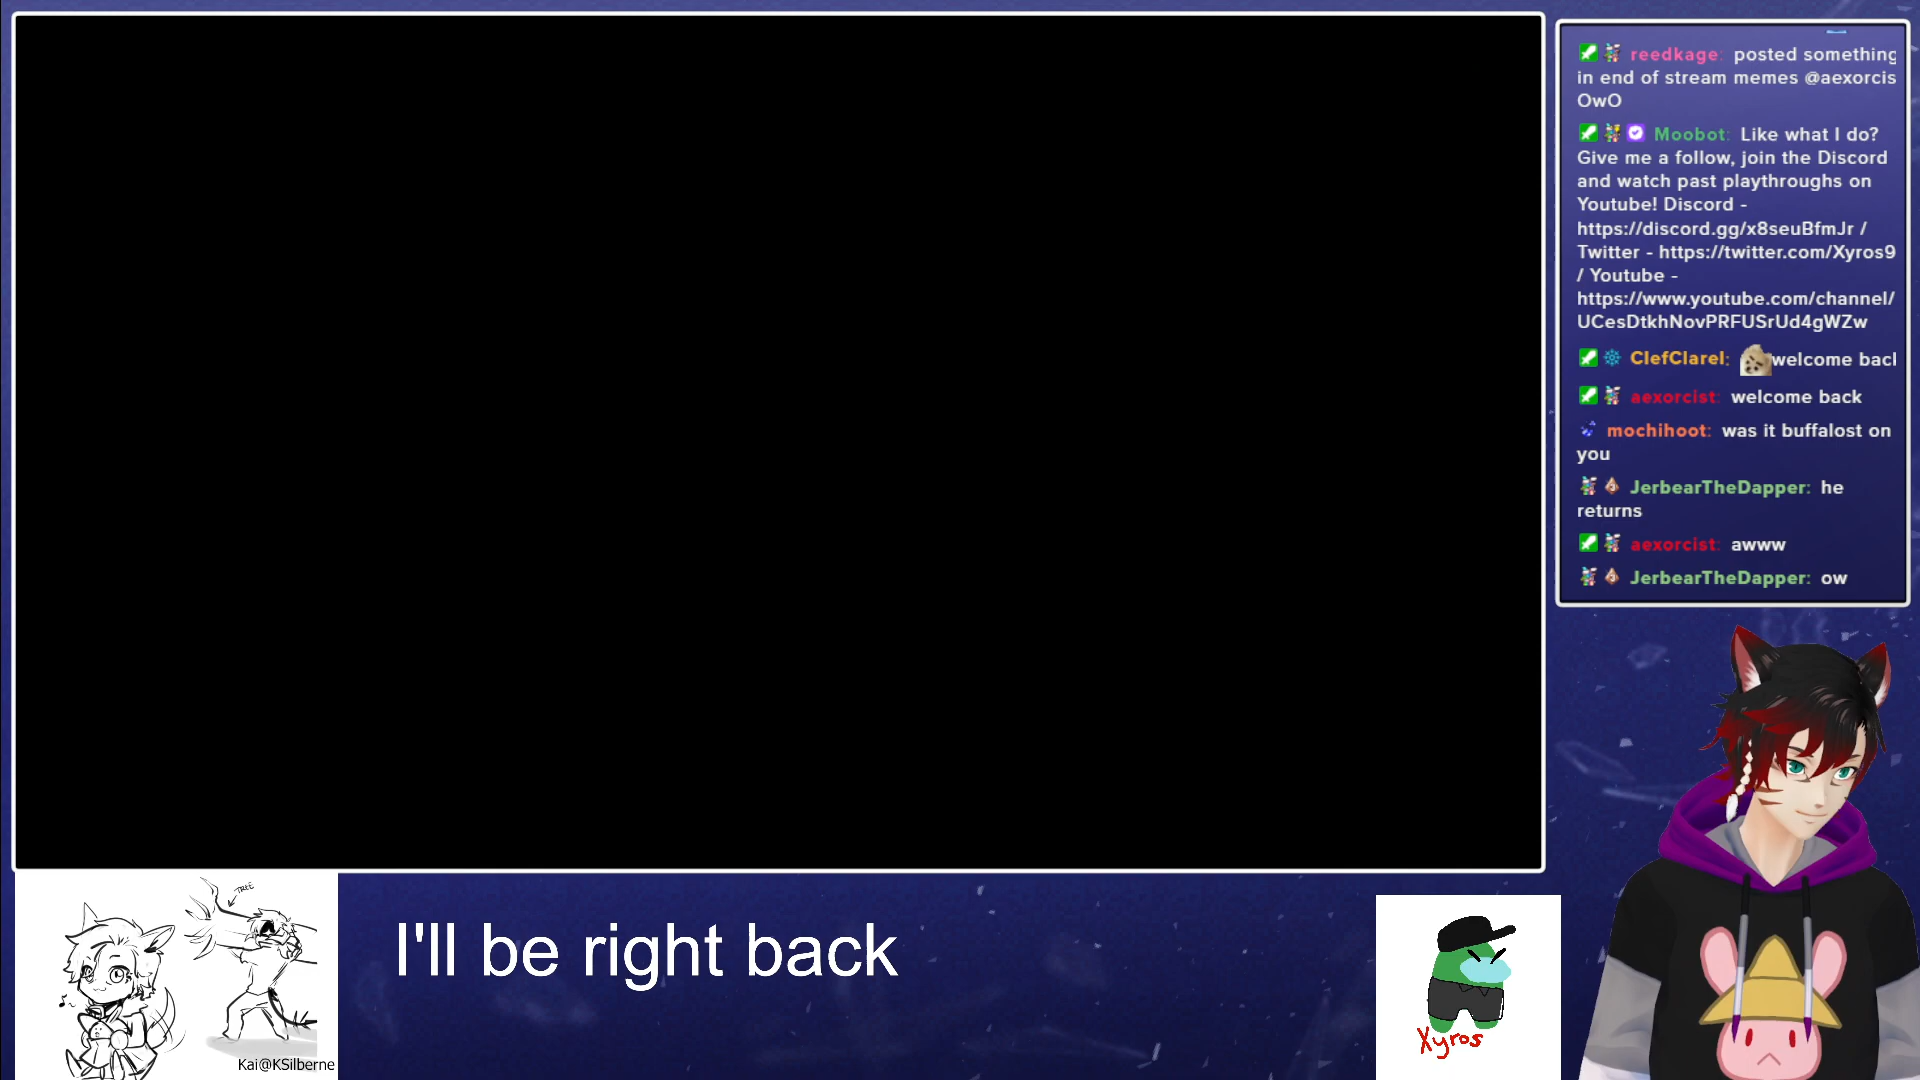 reedkage: posted something
in end of stream memes @aexorcis
OwO
Moobot: Like what I do?
Give me a follow, join the Discord
and watch past playthroughs on
Youtube! Discord -
https://discord.gg/x8seuBfmJr /
Twitter - https://twitter.com/Xyros9
/ Youtube -
https://www.youtube.com/channel/
UCesDtkhNovPRFUSrUd4gWZw
ClefClarel: welcome bacl
aexorcist: welcome back
mochihoot: was it buffalost on
you
JerbearTheDapper: he
returns
aexorcist: awww
JerbearTheDapper: ow
TREE
Kai@KSilberne
I'll be right back
Xyros